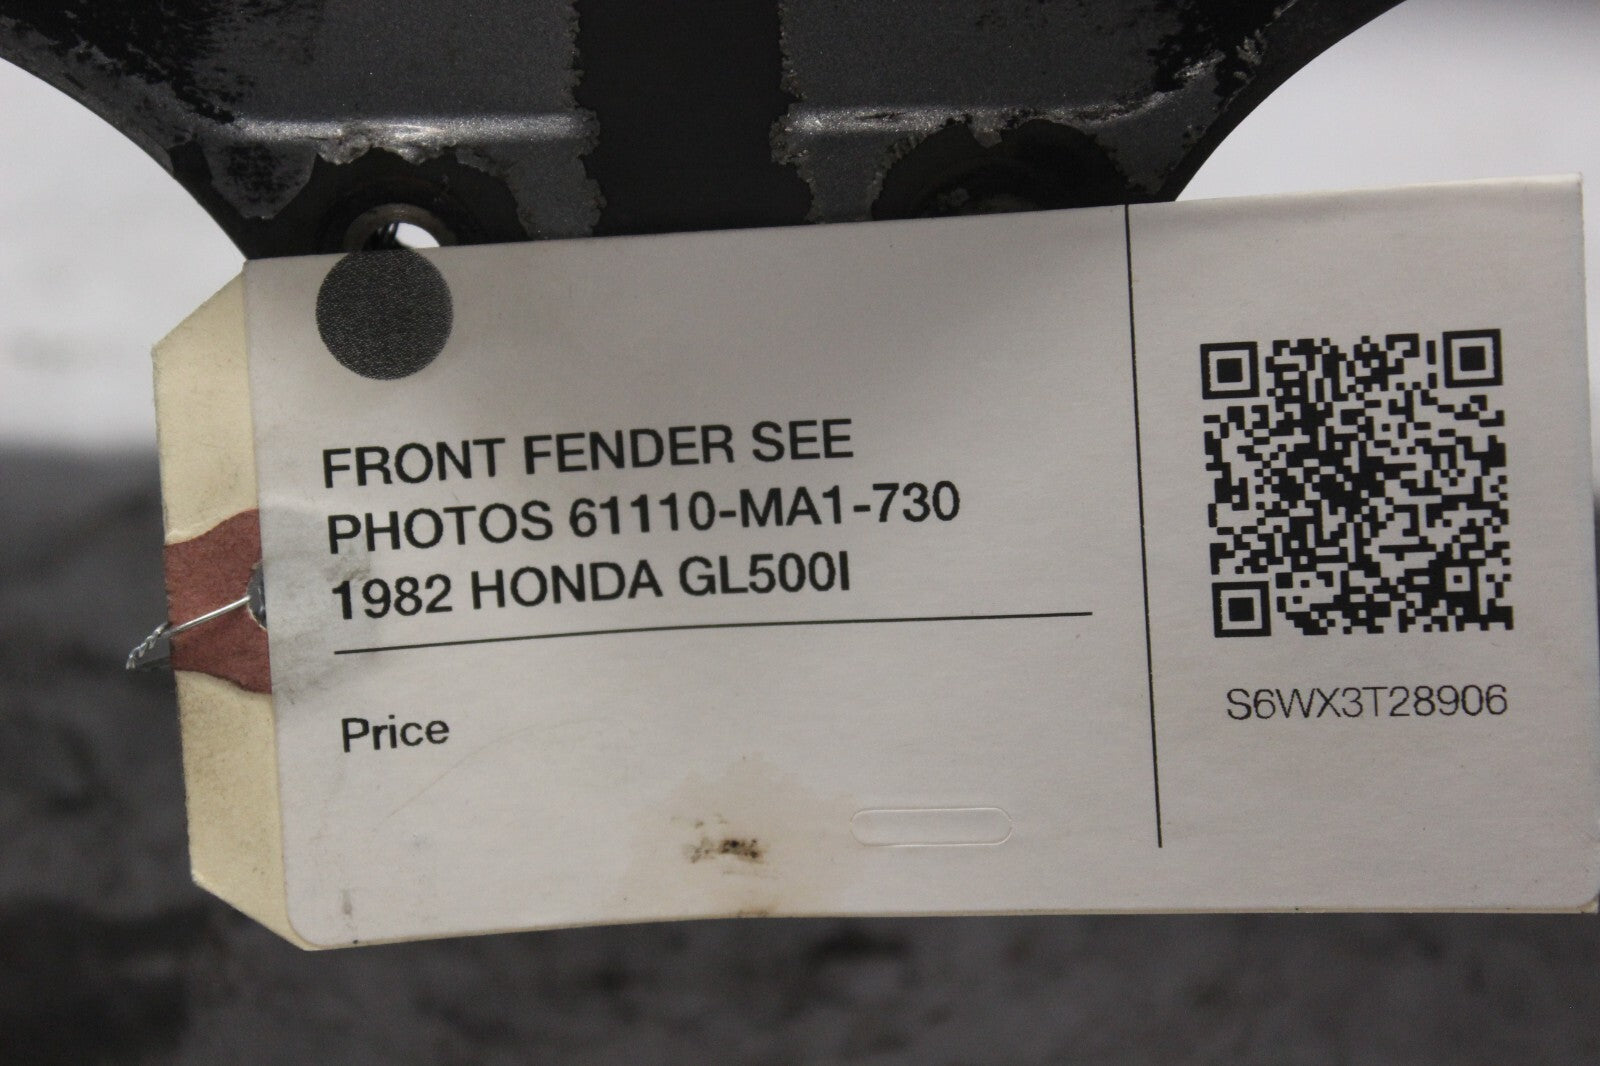 FRONT FENDER SEE
PHOTOS 61110-MA1-730
1982 HONDA GL500I
Price
S6WX3T28906